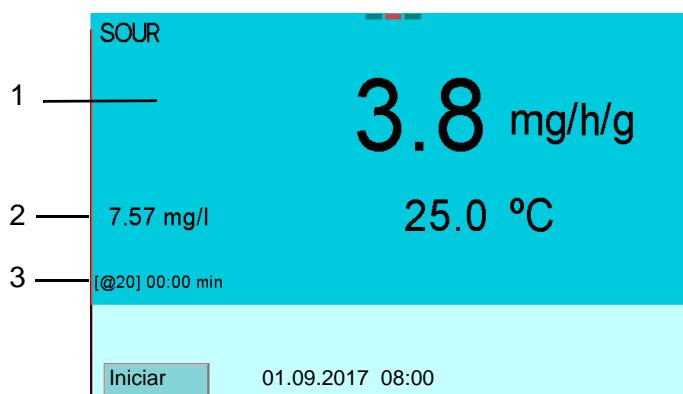 SOUR
1
3.8 mg/h/g
2
7.57 mg/l
25.0 ºC
3
[@20] 00:00 min
Iniciar
01.09.2017 08:00